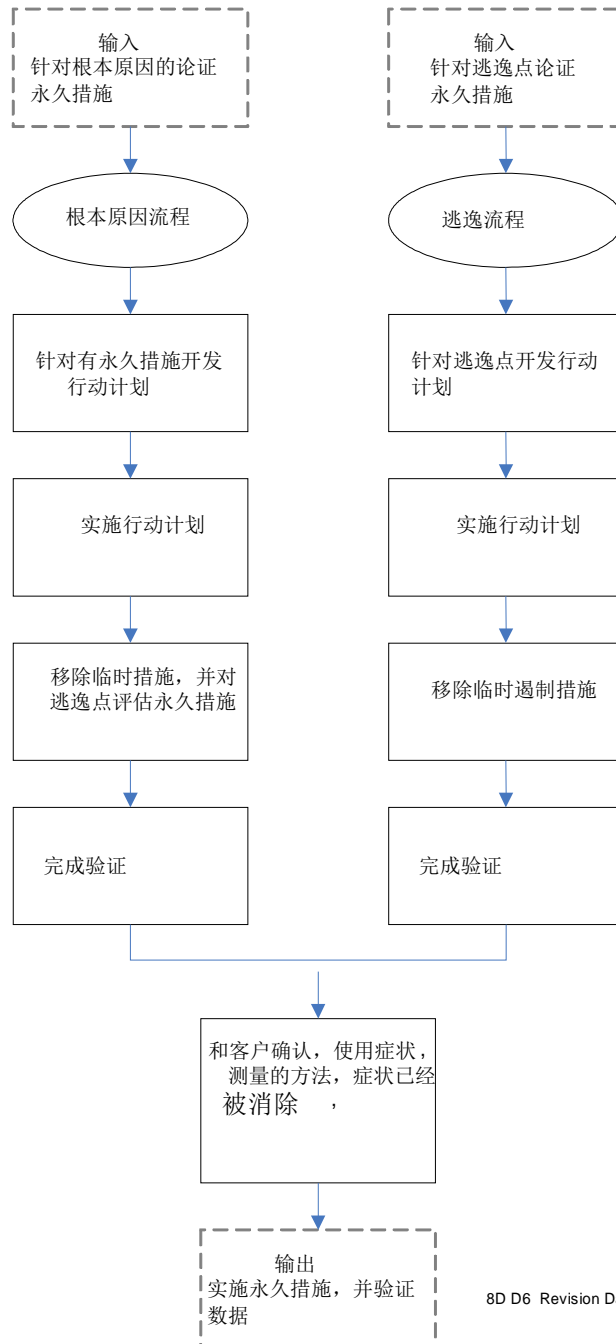 输入
针对根本原因的论证
永久措施
输入
针对逃逸点论证
永久措施
根本原因流程
逃逸流程
针对有永久措施开发
行动计划
针对逃逸点开发行动
计划
实施行动计划
实施行动计划
移除临时措施，并对
逃逸点评估永久措施
移除临时遏制措施
完成验证
完成验证
和客户确认，使用症状，
测量的方法，症状已经
被消除 ，
输出
实施永久措施，并验证
数据
8D D6 Revision D